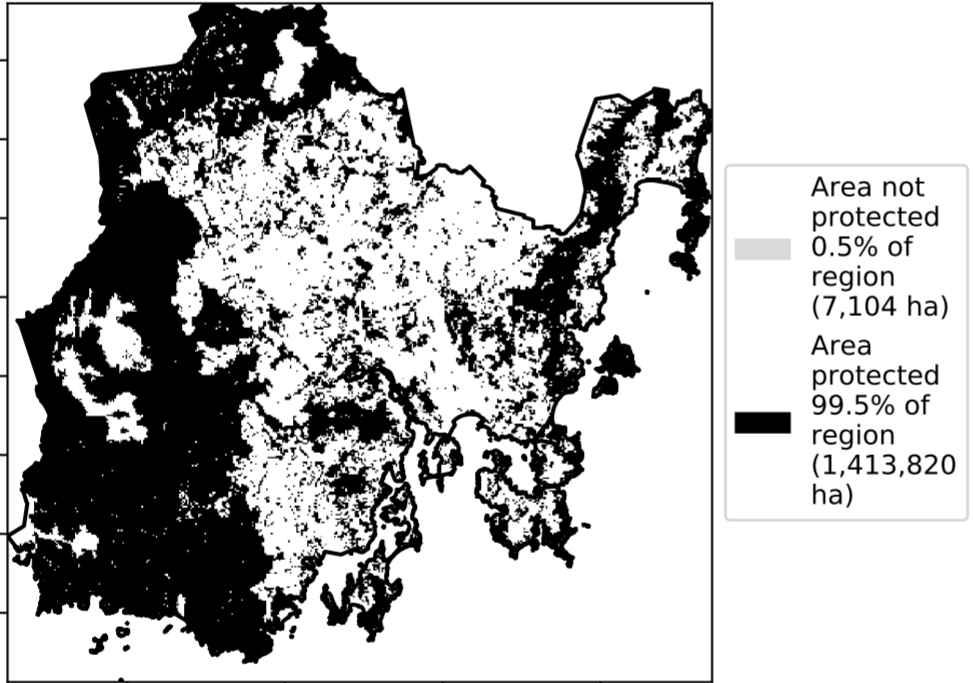 Area not
protected
0.5% of
region
(7,104 ha)
Area
protected
99.5% of
region
(1,413,820
ha)